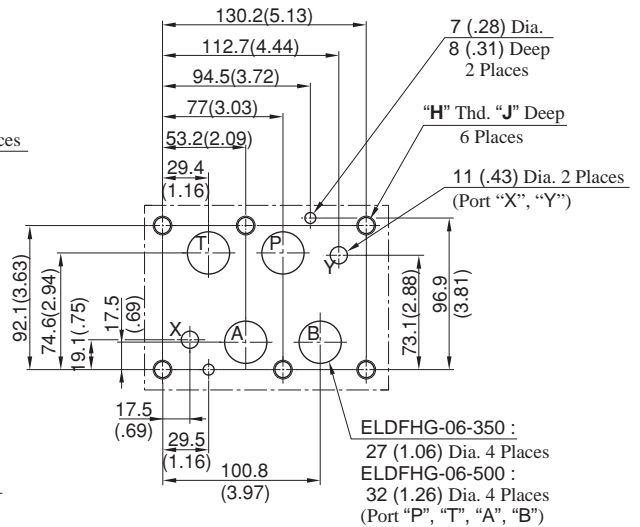 130.2(5.13)
112.7(4.44)
94.5(3.72)
77(3.03)
53.2(2.09)
29.4
(1.16)
7 (.28) Dia.
8 (.31) Deep
2 Places
"H" Thd. "J" Deep
6 Places
11 (.43) Dia. 2 Places
(Port "X", "Y")
T
P
Y
X
A
B
92.1(3.63)
74.6(2.94)
19.1(.75)
17.5
(.69)
73.1(2.88)
96.9
(3.81)
17.5
(.69)
29.5
(1.16)
100.8
(3.97)
ELDFHG-06-350 :
27 (1.06) Dia. 4 Places
ELDFHG-06-500 :
32 (1.26) Dia. 4 Places
(Port "P", "T", "A", "B")